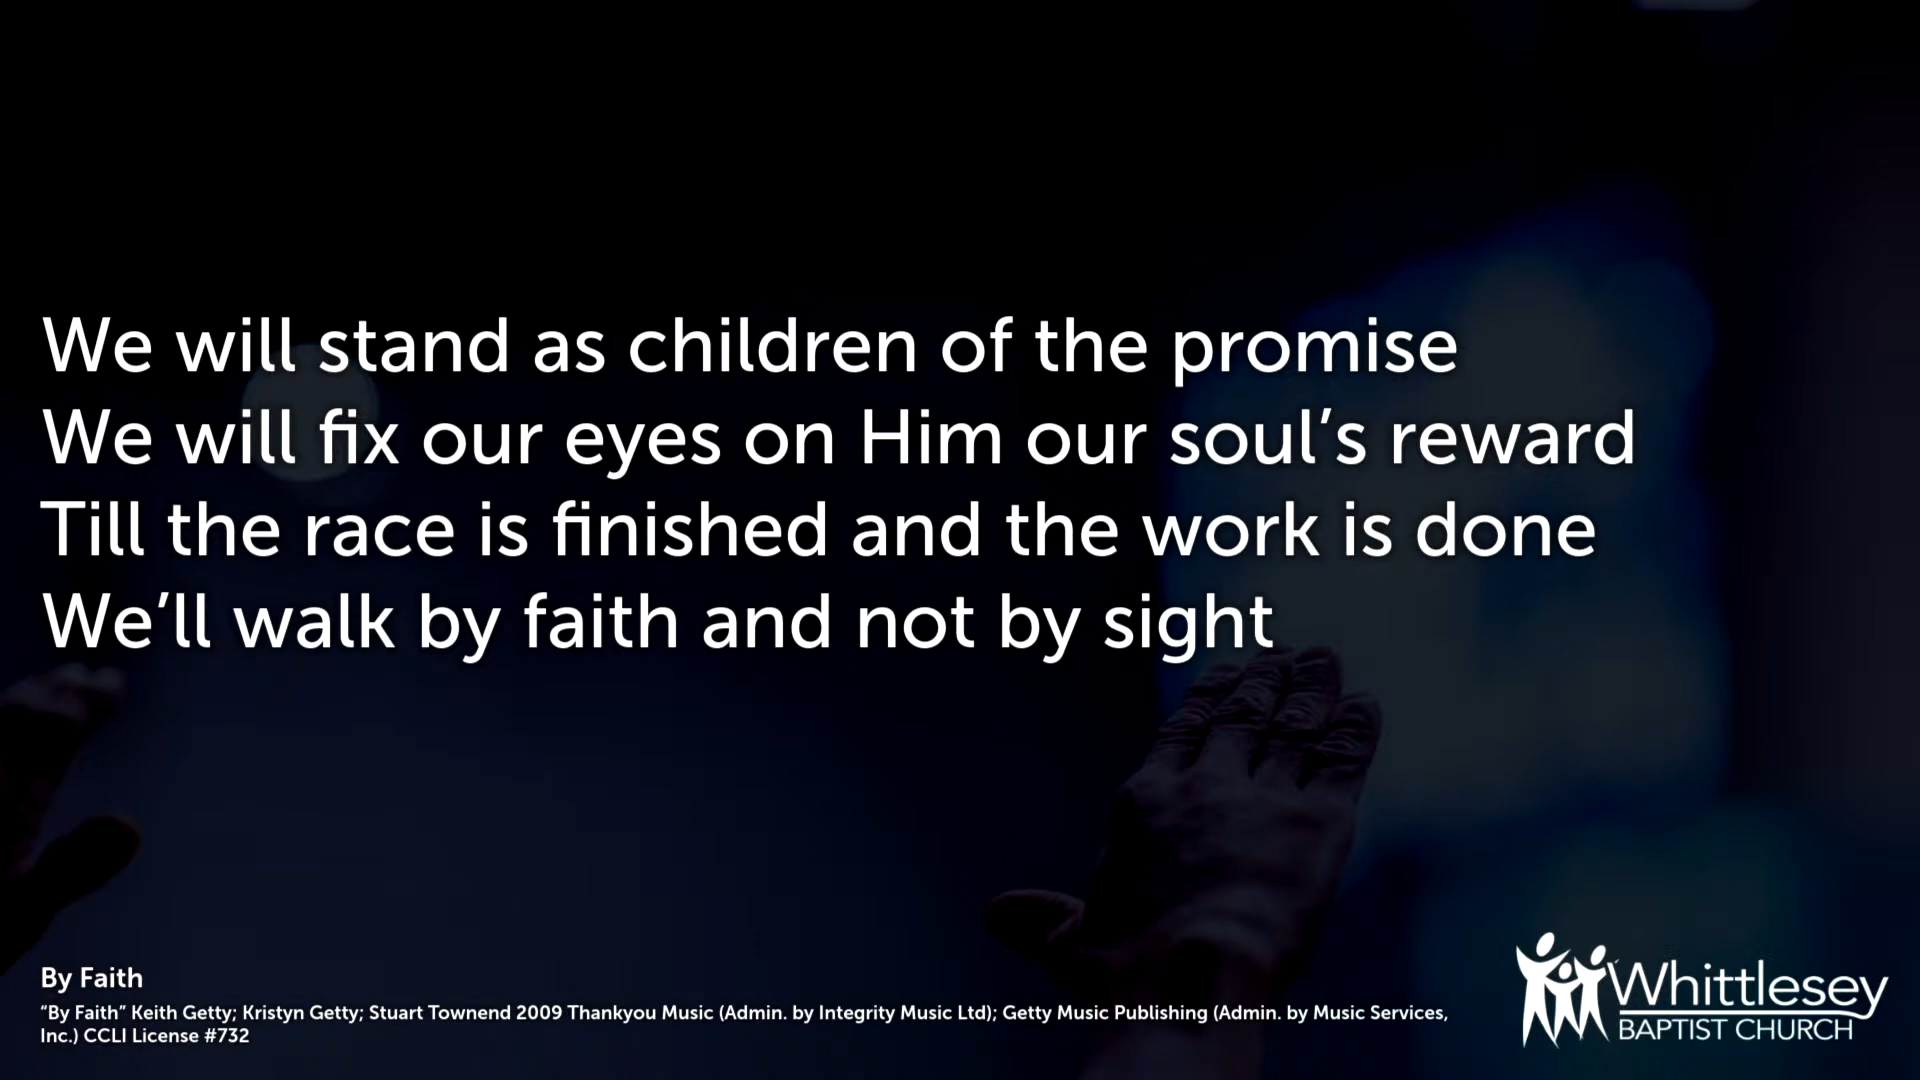 We will stand as children of the promise
We will fix our eyes on Him our soul’s reward
Till the race is finished and the work is done
We’ll walk by faith and not by sight
By Faith
“By Faith” Keith Getty; Kristyn Getty; Stuart Townend 2009 Thankyou Music (Admin. by Integrity Music Ltd); Getty Music Publishing (Admin. by Music Services,
Inc.) CCLI License #732
Whittlesey
BAPTIST CHURCH